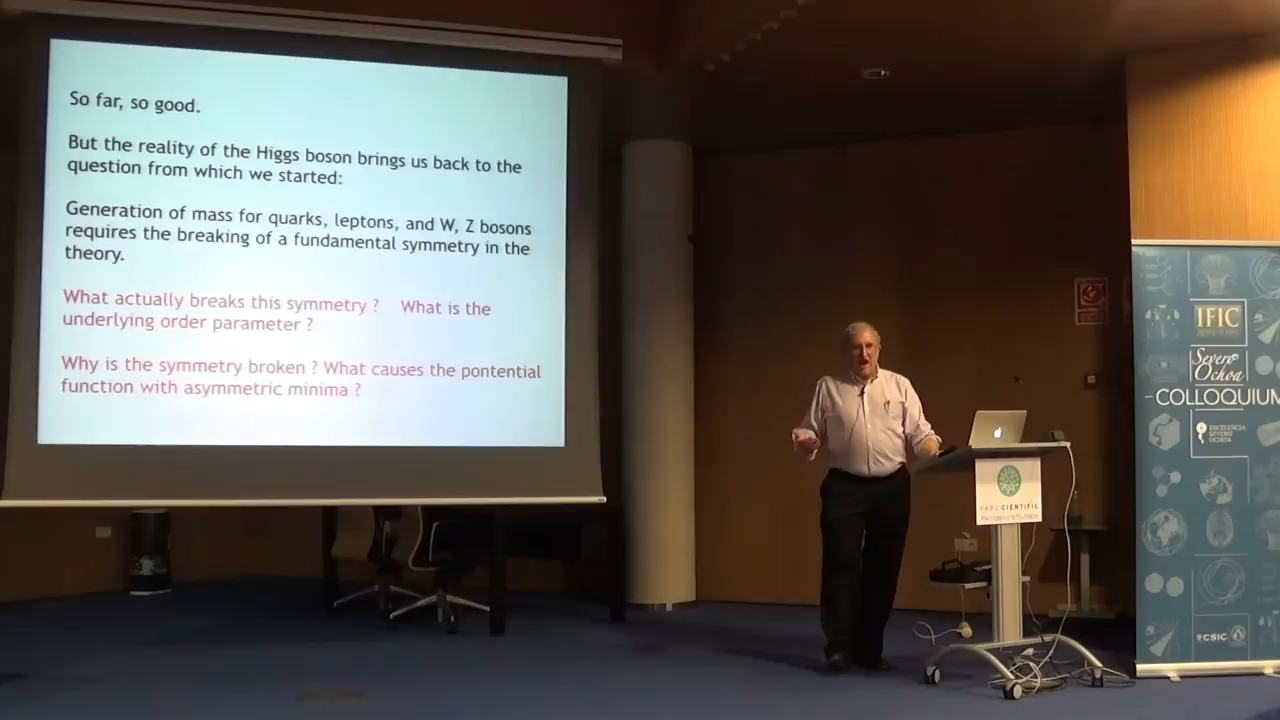 So far, so good.
But the reality of the Higgs boson brings us back to the
question from which we started:
Generation of mass for quarks, leptons, and W, Z bosons
requires the breaking of a fundamental symmetry in the
theory.
What actually breaks this symmetry ? What is the
underlying order parameter ?
Why is the symmetry broken ? What causes the pontential
function with asymmetric minima ?
PARC CIENTIFIC
IFIC
Severo
Ochoa
COLLOQUIUM
EXCELENCIA
SEVERO
OCHOA
CSIC